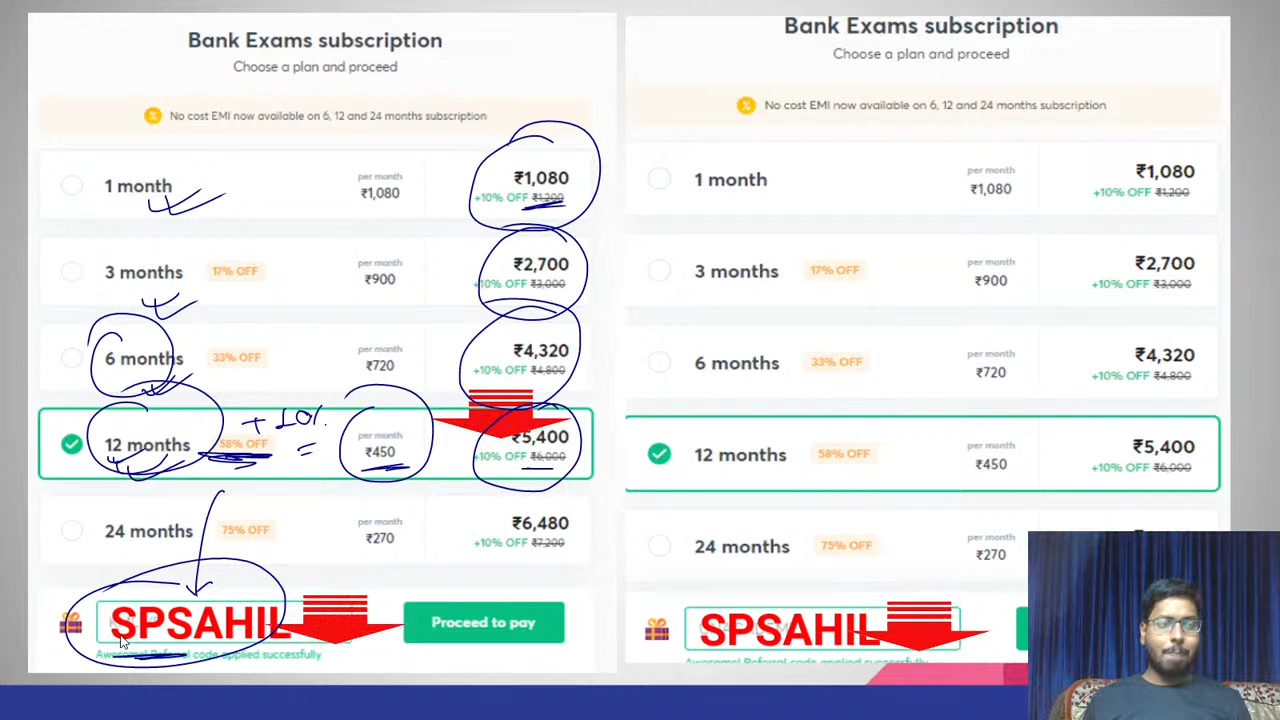 Bank Exams subscription
Choose a plan and proceed
No cost EMI now available on 6, 12 and 24 months subscription
1 month
per month
₹1,080
₹1,080
+10% OFF ₹1,200
3 months
17% OFF
per month
₹900
₹2,700
+10% OFF ₹3,000
6 months
33% OFF
per month
₹720
₹4,320
+10% OFF ₹4,800
12 months
58% OFF
+ 10%
=
per month
₹450
₹5,400
+10% OFF ₹6,000
24 months
75% OFF
per month
₹270
₹6,480
+10% OFF ₹7,200
SPSAHIL
Proceed to pay
Awesome! Referral code applied successfully
Bank Exams subscription
Choose a plan and proceed
No cost EMI now available on 6, 12 and 24 months subscription
1 month
per month
₹1,080
₹1,080
+10% OFF ₹1,200
3 months
17% OFF
per month
₹900
₹2,700
+10% OFF ₹3,000
6 months
33% OFF
per month
₹720
₹4,320
+10% OFF ₹4,800
12 months
58% OFF
per month
₹450
₹5,400
+10% OFF ₹6,000
24 months
75% OFF
per month
₹270
SPSAHIL
Awesome! Referral code applied successfully